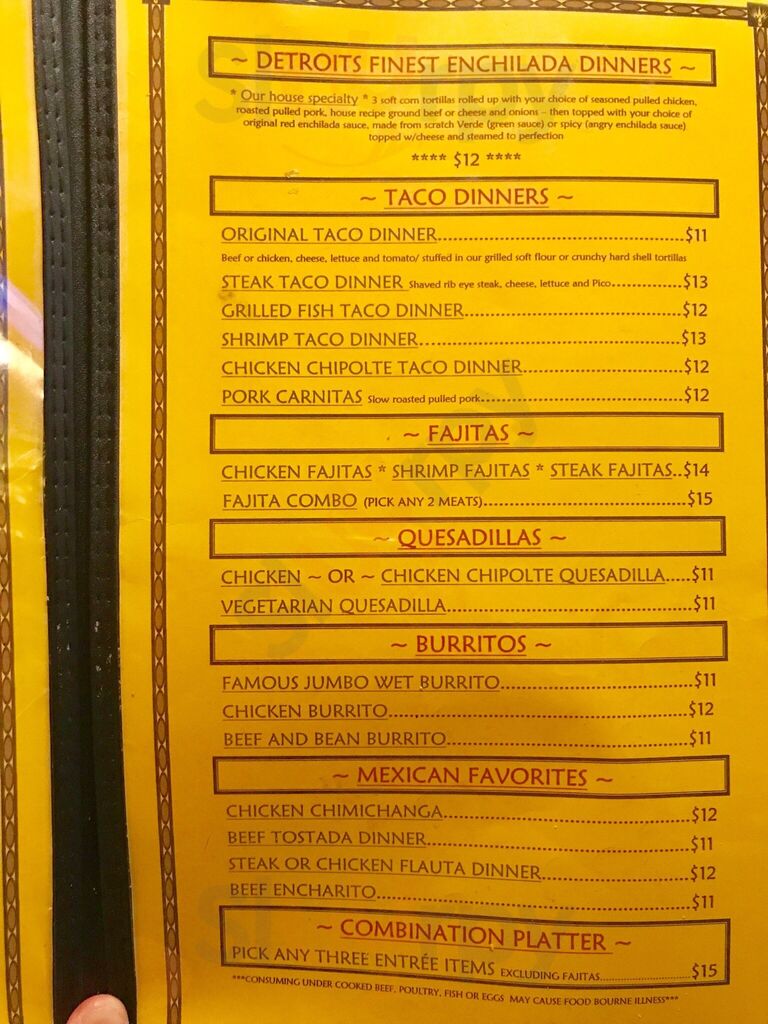 ~ DETROITS FINEST ENCHILADA DINNERS ~
* Our house specialty * 3 soft corn tortillas rolled up with your choice of seasoned pulled chicken,
roasted pulled pork, house recipe ground beef or cheese and onions - then topped with your choice of
original red enchilada sauce, made from scratch Verde (green sauce) or spicy (angry enchilada sauce)
topped w/cheese and steamed to perfection
**** $12 ****
~ TACO DINNERS ~
ORIGINAL TACO DINNER..........$11
Beef or chicken, cheese, lettuce and tomato/ stuffed in our grilled soft flour or crunchy hard shell tortillas
STEAK TACO DINNER Shaved rib eye steak, cheese, lettuce and Pico..........$13
GRILLED FISH TACO DINNER..........$12
SHRIMP TACO DINNER..........$13
CHICKEN CHIPOLTE TACO DINNER..........$12
PORK CARNITAS Slow roasted pulled pork..........$12
~ FAJITAS ~
CHICKEN FAJITAS * SHRIMP FAJITAS * STEAK FAJITAS..$14
FAJITA COMBO (PICK ANY 2 MEATS)..........$15
~ QUESADILLAS ~
CHICKEN ~ OR ~ CHICKEN CHIPOLTE QUESADILLA.....$11
VEGETARIAN QUESADILLA..........$11
~ BURRITOS ~
FAMOUS JUMBO WET BURRITO..........$11
CHICKEN BURRITO..........$12
BEEF AND BEAN BURRITO..........$11
~ MEXICAN FAVORITES ~
CHICKEN CHIMICHANGA..........$12
BEEF TOSTADA DINNER..........$11
STEAK OR CHICKEN FLAUTA DINNER..........$12
BEEF ENCHARITO..........$11
~ COMBINATION PLATTER ~
PICK ANY THREE ENTRÉE ITEMS EXCLUDING FAJITAS..........$15
***CONSUMING UNDER COOKED BEEF, POULTRY, FISH OR EGGS MAY CAUSE FOOD BOURNE ILLNESS***